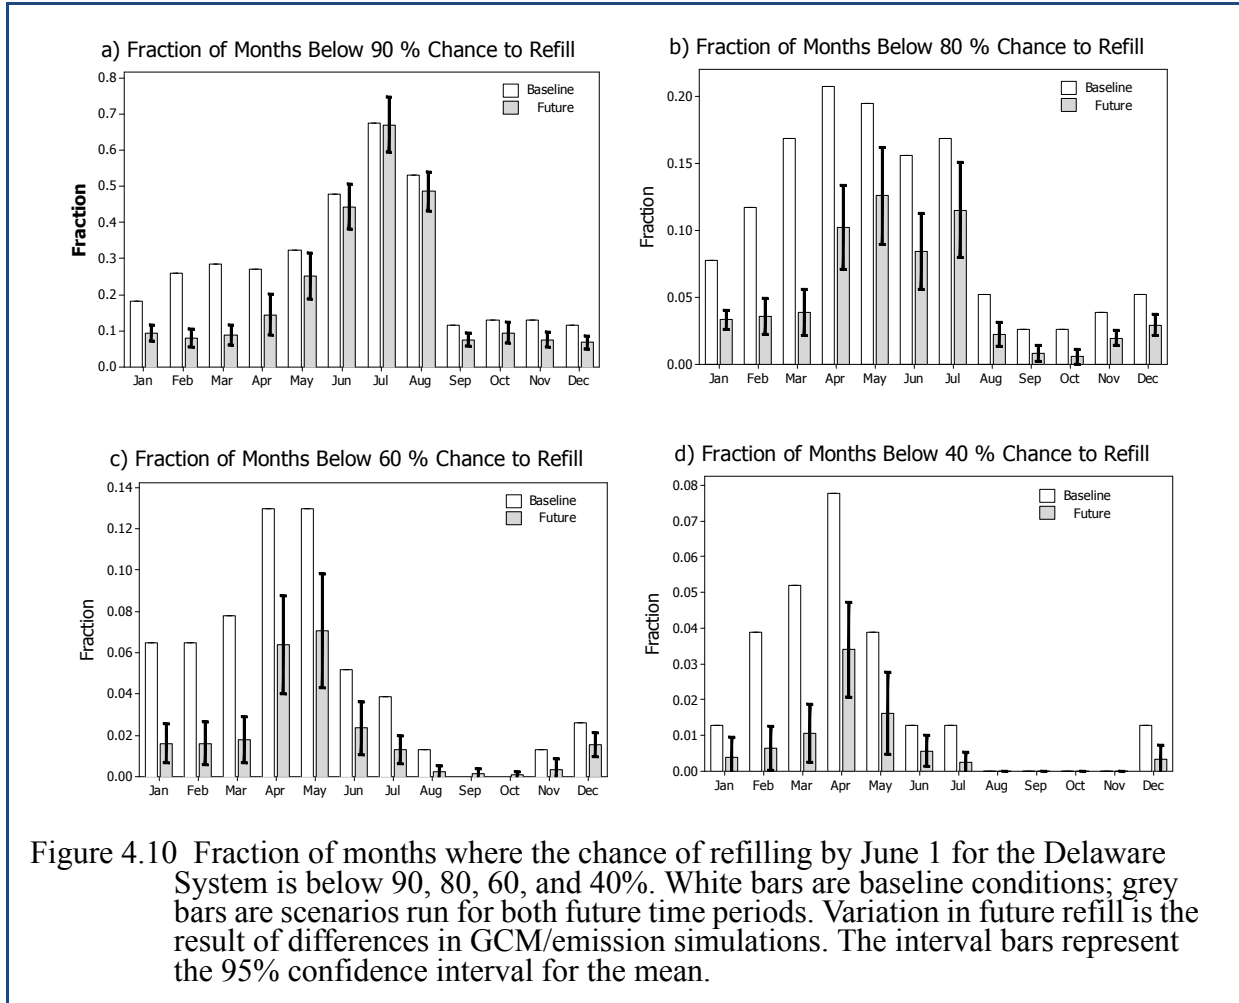 a) Fraction of Months Below 90 % Chance to Refill
0.8
0.7
0.6
0.5
0.4
0.3
0.2
0.1
0.0
Fraction
Baseline
Future
Jan Feb Mar Apr May Jun Jul Aug Sep Oct Nov Dec
b) Fraction of Months Below 80 % Chance to Refill
0.20
0.15
0.10
0.05
0.00
Fraction
Baseline
Future
Jan Feb Mar Apr May Jun Jul Aug Sep Oct Nov Dec
c) Fraction of Months Below 60 % Chance to Refill
0.14
0.12
0.10
0.08
0.06
0.04
0.02
0.00
Fraction
Baseline
Future
Jan Feb Mar Apr May Jun Jul Aug Sep Oct Nov Dec
d) Fraction of Months Below 40 % Chance to Refill
0.08
0.07
0.06
0.05
0.04
0.03
0.02
0.01
0.00
Fraction
Baseline
Future
Jan Feb Mar Apr May Jun Jul Aug Sep Oct Nov Dec
Figure 4.10 Fraction of months where the chance of refilling by June 1 for the Delaware
System is below 90, 80, 60, and 40%. White bars are baseline conditions; grey
bars are scenarios run for both future time periods. Variation in future refill is the
result of differences in GCM/emission simulations. The interval bars represent
the 95% confidence interval for the mean.